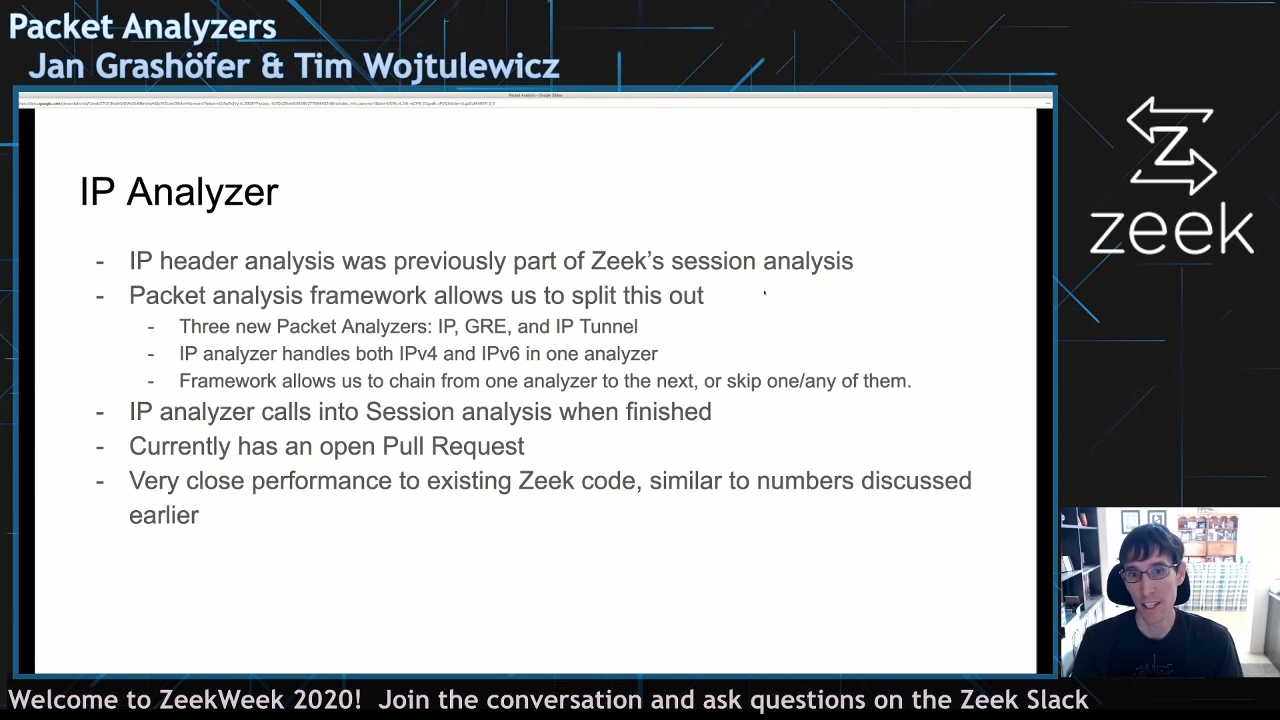 Packet Analyzers
Jan Grashöfer & Tim Wojtulewicz
Packet Analysis - Google Slides
IP Analyzer
- IP header analysis was previously part of Zeek's session analysis
- Packet analysis framework allows us to split this out
- Three new Packet Analyzers: IP, GRE, and IP Tunnel
- IP analyzer handles both IPv4 and IPv6 in one analyzer
- Framework allows us to chain from one analyzer to the next, or skip one/any of them.
- IP analyzer calls into Session analysis when finished
- Currently has an open Pull Request
- Very close performance to existing Zeek code, similar to numbers discussed
earlier
Z
zeek
Welcome to ZeekWeek 2020! Join the conversation and ask questions on the Zeek Slack